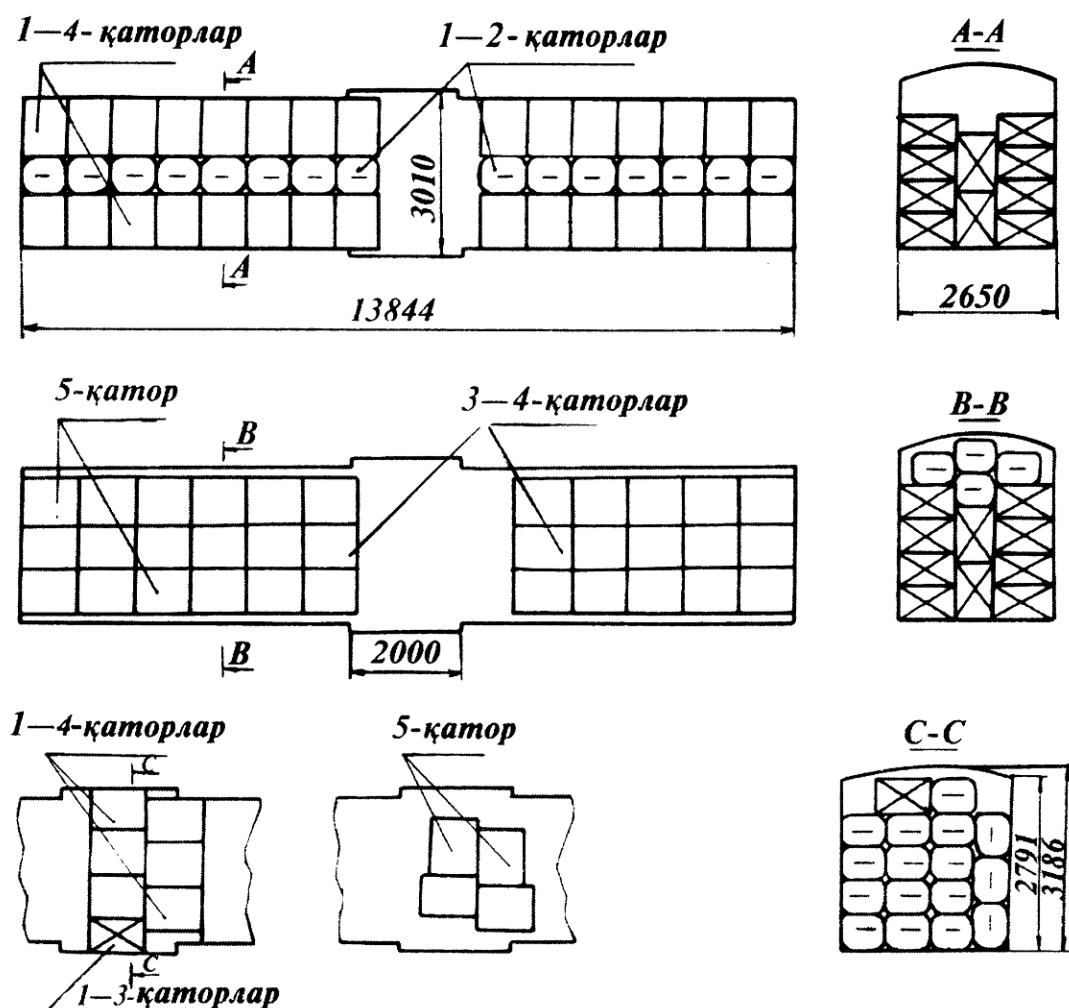 1—4-қаторлар
1—2-қаторлар
A-A
A
3010
A
13844
2650
5-қатор
3—4-қаторлар
B-B
B
B
2000
1—4-қаторлар
5-қатор
C-C
C
2791
3186
C
1—3-қаторлар